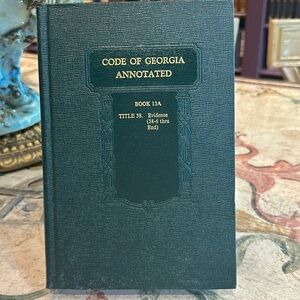 CODE OF GEORGIA
ANNOTATED
BOOK 13A
TITLE 38. Evidence
(38-6 thru
End)